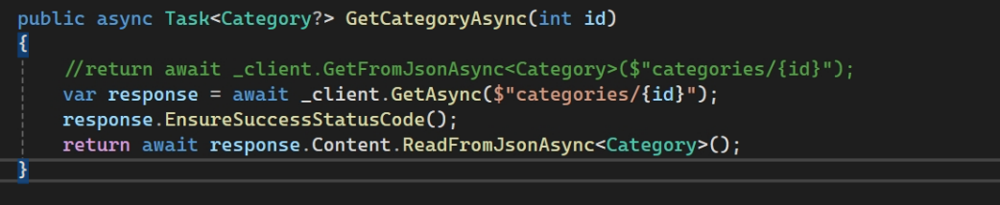 public async Task<Category?> GetCategoryAsync(int id)
{
//return await _client.GetFromJsonAsync<Category>($"categories/{id}");
var response = await _client.GetAsync($"categories/{id}");
response.EnsureSuccessStatusCode();
return await response.Content.ReadFromJsonAsync<Category>();
}